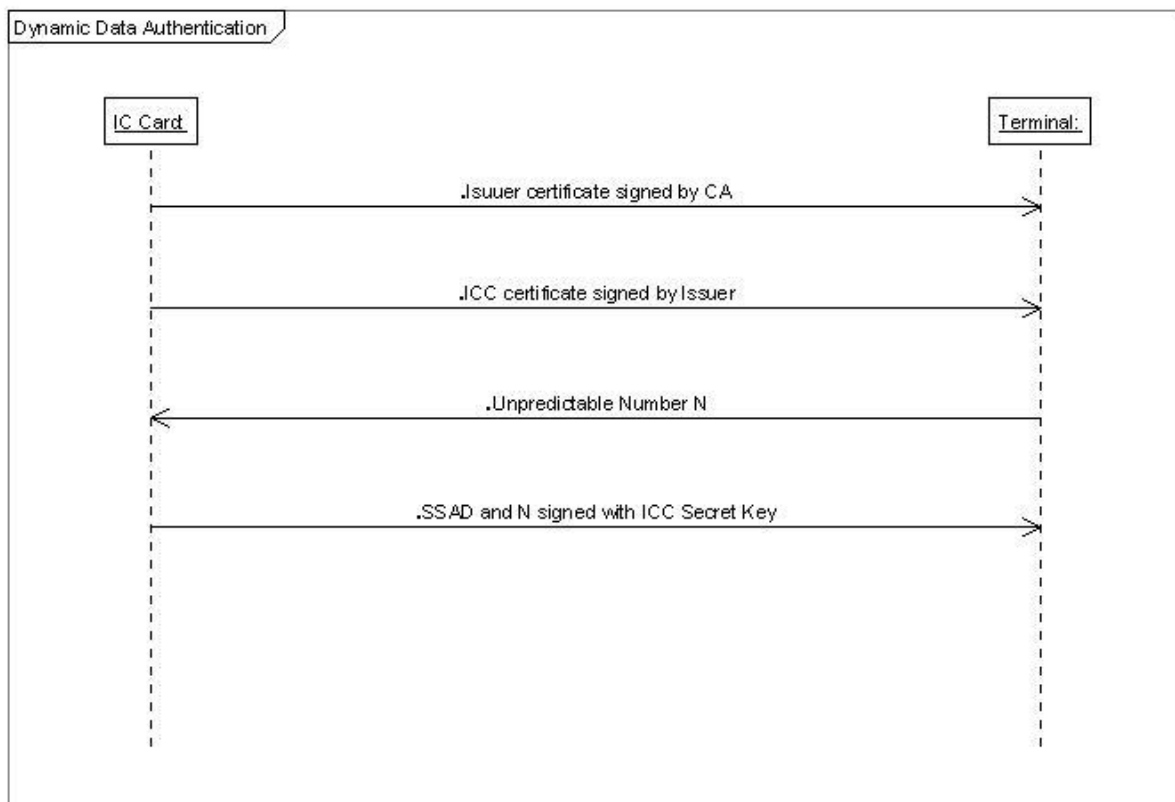 Dynamic Data Authentication
IC Card:
Terminal:
.Isuuer certificate signed by CA
.ICC certificate signed by Issuer
.Unpredictable Number N
.SSAD and N signed with ICC Secret Key